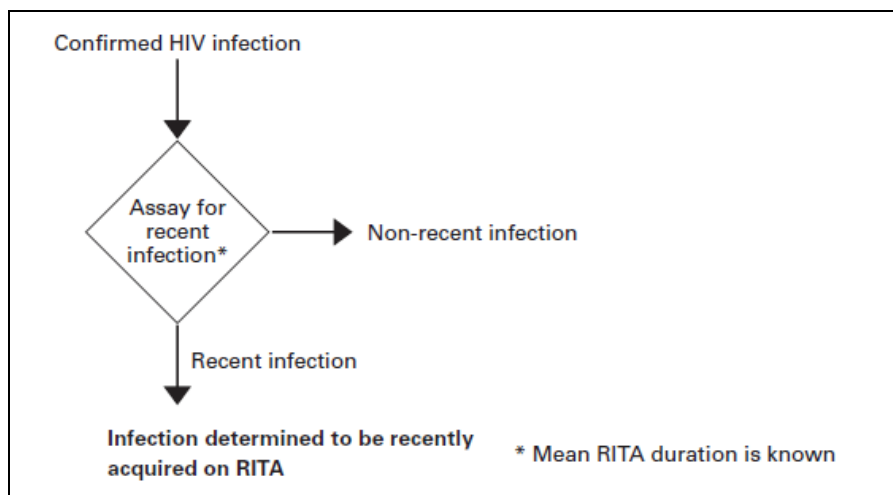 Confirmed HIV infection
Assay for
recent
infection*
Non-recent infection
Recent infection
Infection determined to be recently
acquired on RITA
* Mean RITA duration is known